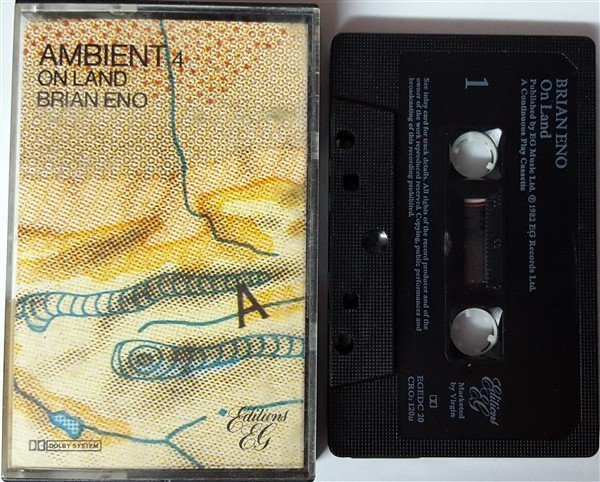 AMBIENT 4
ON LAND
BRIAN ENO
A
Editions
EG
DOLBY SYSTEM
BRIAN ENO
On Land
Published by EG Music Ltd. ℗ 1982 EG Records Ltd.
A Continuous Play Cassette
1
See inlay card for track details. All rights of the record producer and of the
owner of the work reproduced reserved. Copying, public performances and
broadcasting of this recording prohibited.
Editions
EG
Marketed
by Virgin
EGEDC 20
CRO2 120µ